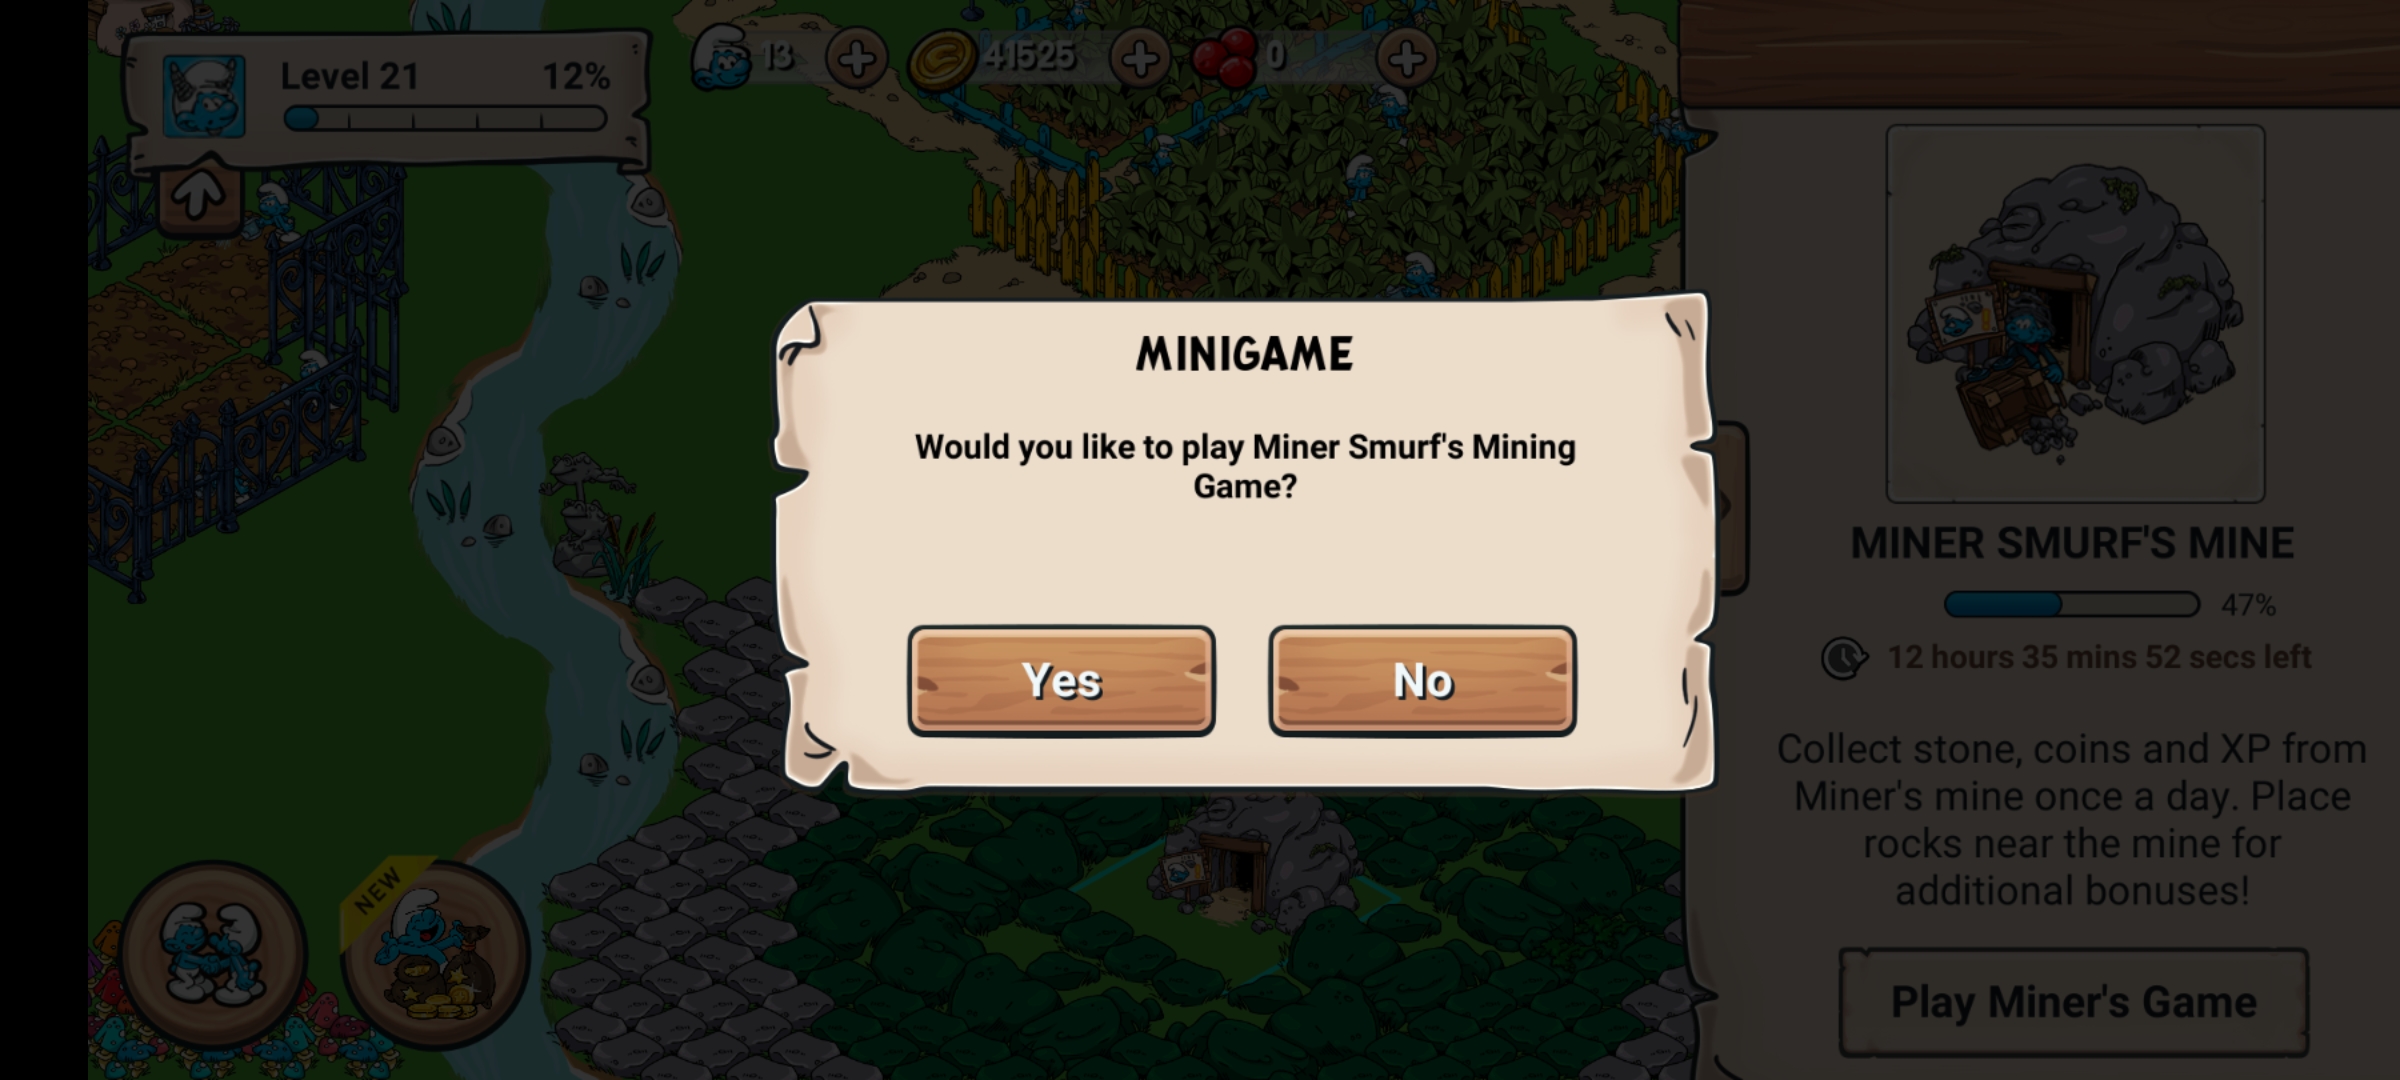 Level 21 12%
13
41525
0
MINIGAME
Would you like to play Miner Smurf's Mining
Game?
Yes
No
MINER SMURF'S MINE
47%
12 hours 35 mins 52 secs left
Collect stone, coins and XP from
Miner's mine once a day. Place
rocks near the mine for
additional bonuses!
Play Miner's Game
NEW